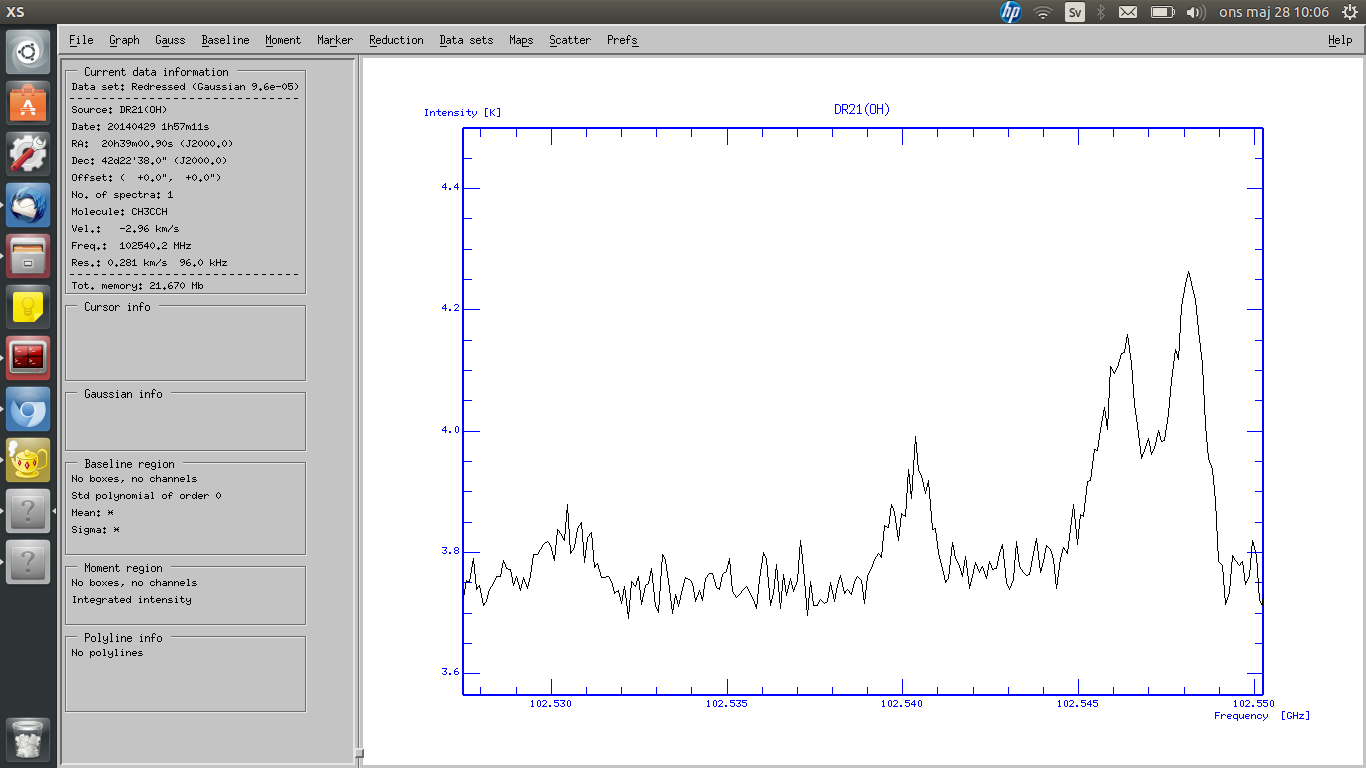 XS
hp
Sv
ons maj 28 10:06
File Graph Gauss Baseline Moment Marker Reduction Data sets Maps Scatter Prefs
Help
Current data information
Data set: Redressed (Gaussian 9.6e-05)
Source: DR21(OH)
Date: 20140429 1h57m11s
RA: 20h39m00.90s (J2000.0)
Dec: 42d22'38.0" (J2000.0)
Offset: ( +0.0", +0.0")
No. of spectra: 1
Molecule: CH3CCH
Vel.: -2.96 km/s
Freq.: 102540.2 MHz
Res.: 0.281 km/s 96.0 kHz
Tot. memory: 21.670 Mb
Cursor info
Gaussian info
Baseline region
No boxes, no channels
Std polynomial of order 0
Mean: *
Sigma: *
Moment region
No boxes, no channels
Integrated intensity
Polyline info
No polylines
Intensity [K]
DR21(OH)
4.4
4.2
4.0
3.8
3.6
102.530 102.535 102.540 102.545 102.550
Frequency [GHz]